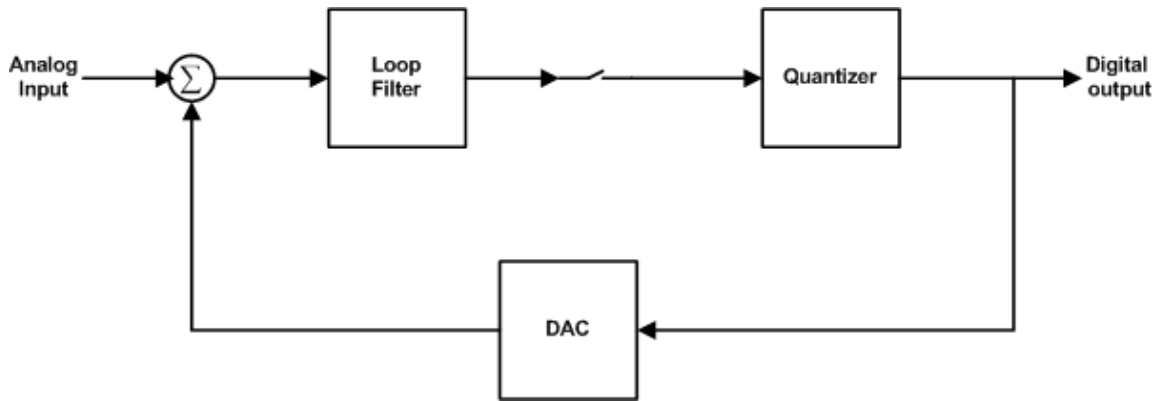 Analog
Input
Σ
Loop
Filter
Quantizer
Digital
output
DAC